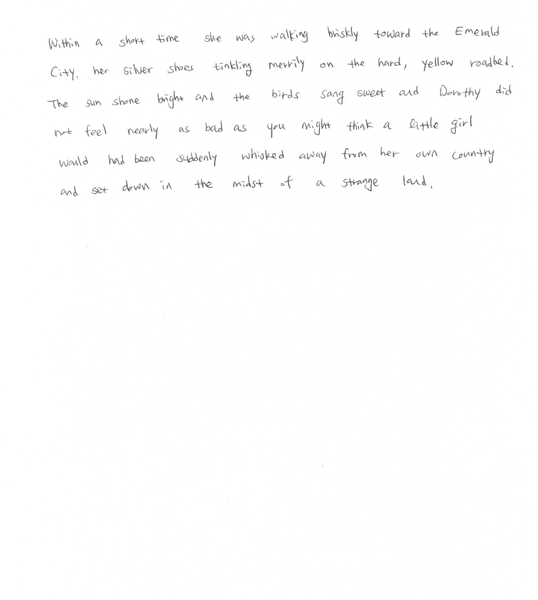 Within a short time she was walking briskly toward the Emerald
City, her silver shoes tinkling merrily on the hard, yellow roadbed.
The sun shone bright and the birds sang sweet and Dorothy did
not feel nearly as bad as you might think a little girl
would had been suddenly whisked away from her own country
and set down in the midst of a strange land.